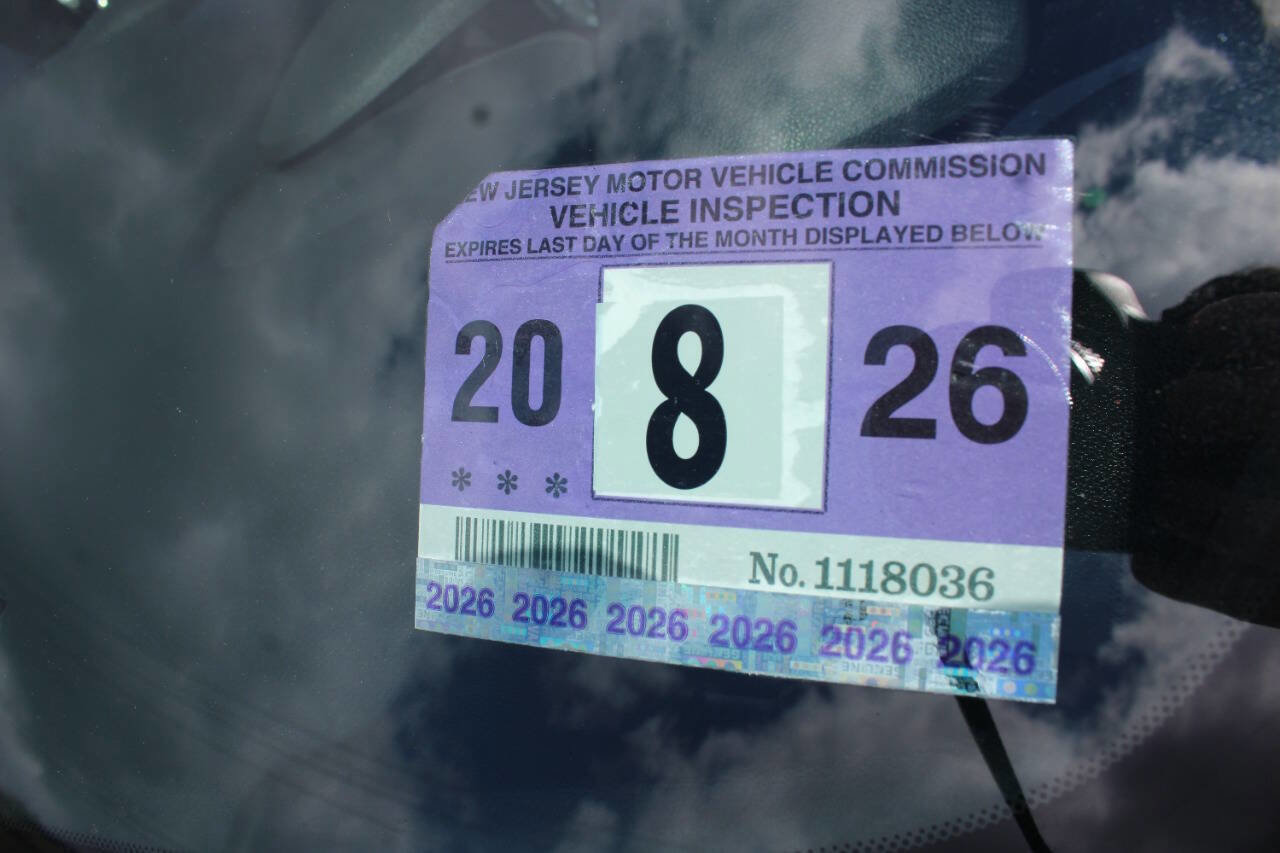 EW JERSEY MOTOR VEHICLE COMMISSION
VEHICLE INSPECTION
EXPIRES LAST DAY OF THE MONTH DISPLAYED BELOW
20 8 26
* * *
No. 1118036
2026 2026 2026 2026 2026 2026